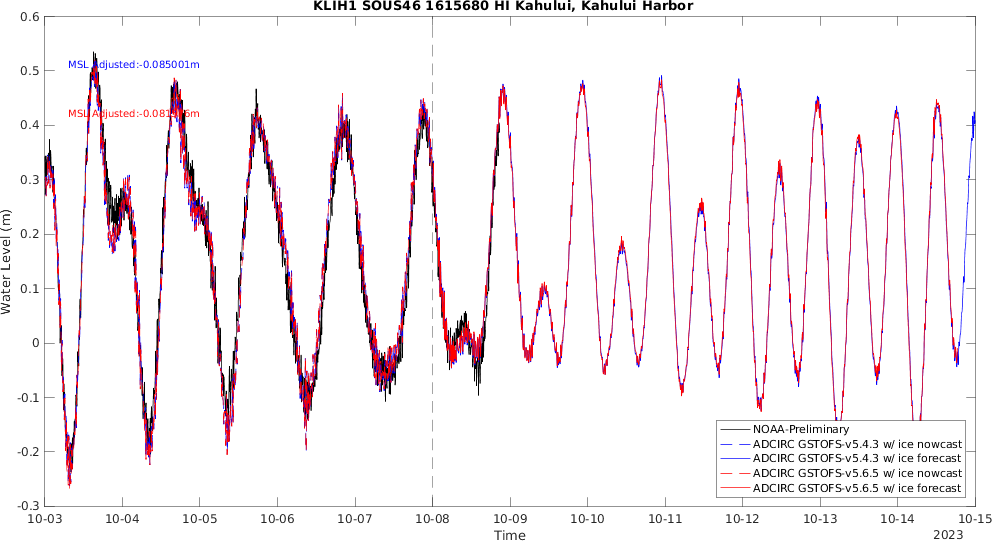 KLIH1 SOUS46 1615680 HI Kahului, Kahului Harbor
0.6
0.5
0.4
0.3
0.2
0.1
0
-0.1
-0.2
-0.3
Water Level (m)
MSL Adjusted:-0.085001m
MSL Adjusted:
NOAA-Preliminary
ADCIRC GSTOFS-v5.4.3 w/ ice nowcast
ADCIRC GSTOFS-v5.4.3 w/ ice forecast
ADCIRC GSTOFS-v5.6.5 w/ ice nowcast
ADCIRC GSTOFS-v5.6.5 w/ ice forecast
10-03 10-04 10-05 10-06 10-07 10-08 10-09 10-10 10-11 10-12 10-13 10-14 10-15
Time
2023